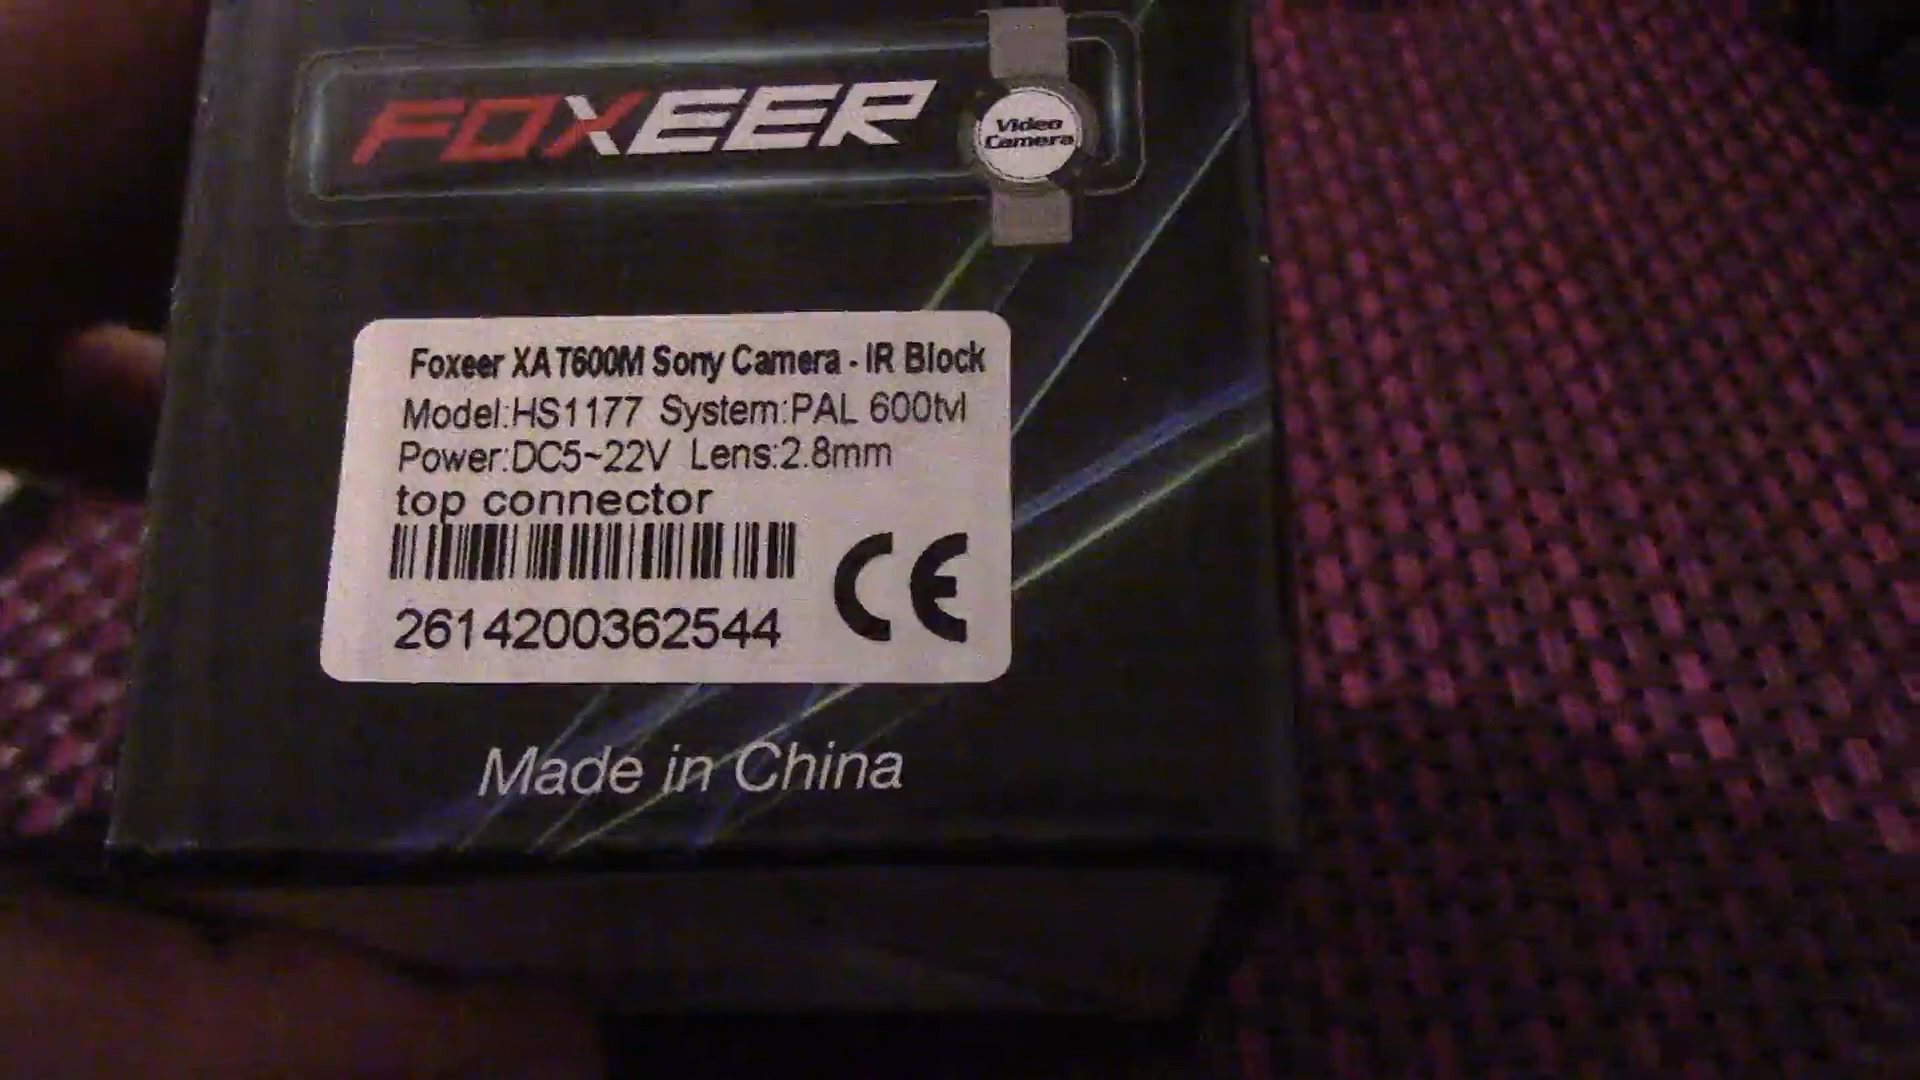 FOXEER
Video
Camera
Foxeer XAT600M Sony Camera - IR Block
Model:HS1177 System:PAL 600tvl
Power:DC5~22V Lens:2.8mm
top connector
2614200362544
CE
Made in China